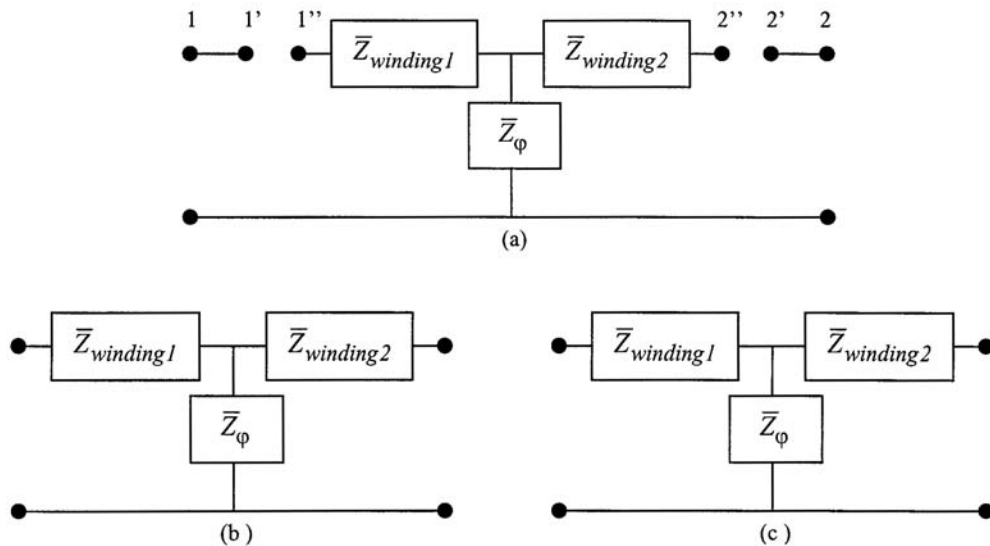 1 1’ 1’’ 2’’ 2’ 2
Z̅winding1 Z̅winding2
Z̅φ
(a)
Z̅winding1 Z̅winding2 Z̅winding1 Z̅winding2
Z̅φ Z̅φ
(b ) (c )